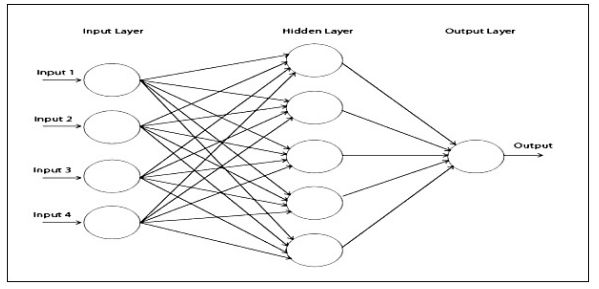 Input Layer Hidden Layer Output Layer
Input 1
Input 2
Output
Input 3
Input 4